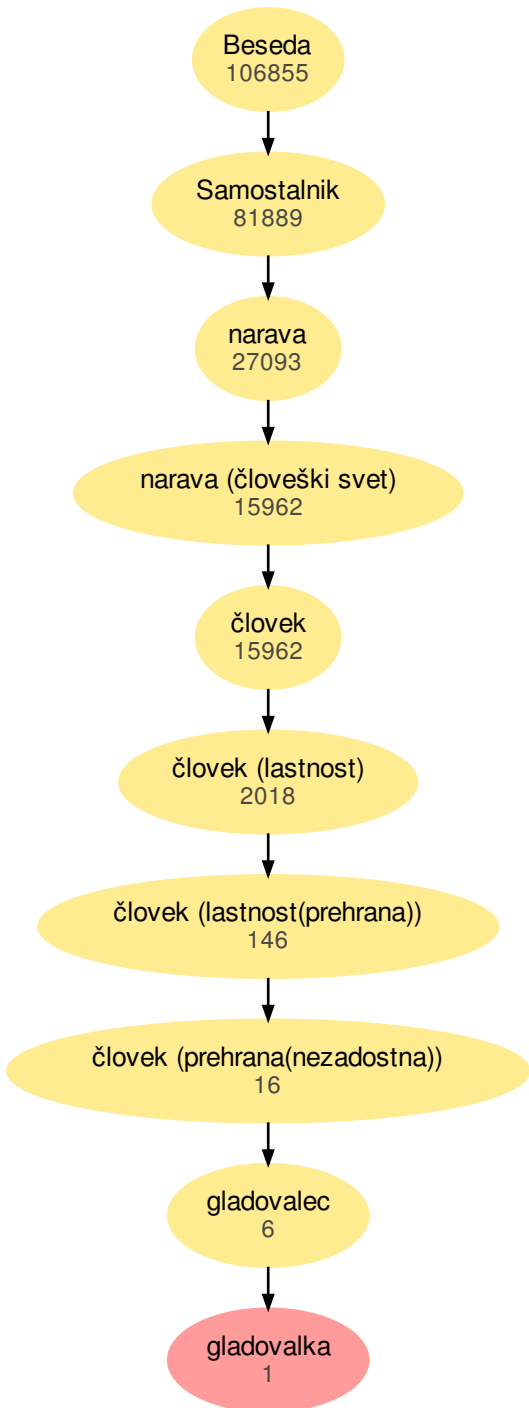 Beseda
106855
Samostalnik
81889
narava
27093
narava (človeški svet)
15962
človek
15962
človek (lastnost)
2018
človek (lastnost(prehrana))
146
človek (prehrana(nezadostna))
16
gladovalec
6
gladovalka
1